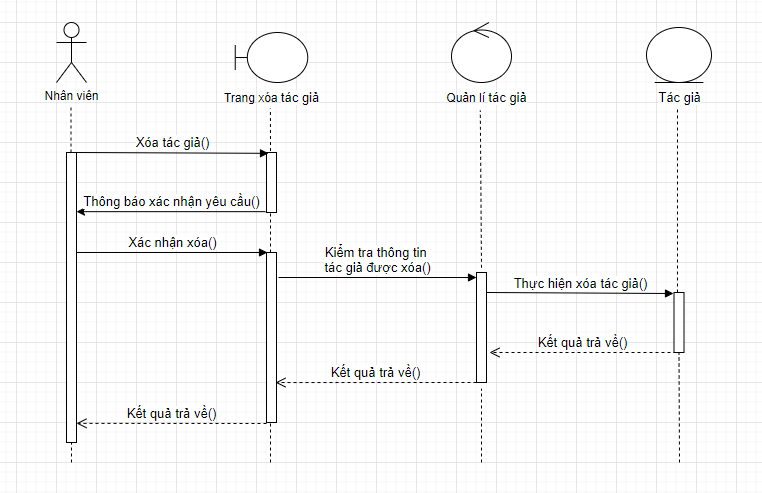 Nhân viên
Trang xóa tác giả
Quản lí tác giả
Tác giả
Xóa tác giả()
Thông báo xác nhận yêu cầu()
Xác nhận xóa()
Kiểm tra thông tin
tác giả được xóa()
Thực hiện xóa tác giả()
Kết quả trả về()
Kết quả trả về()
Kết quả trả về()